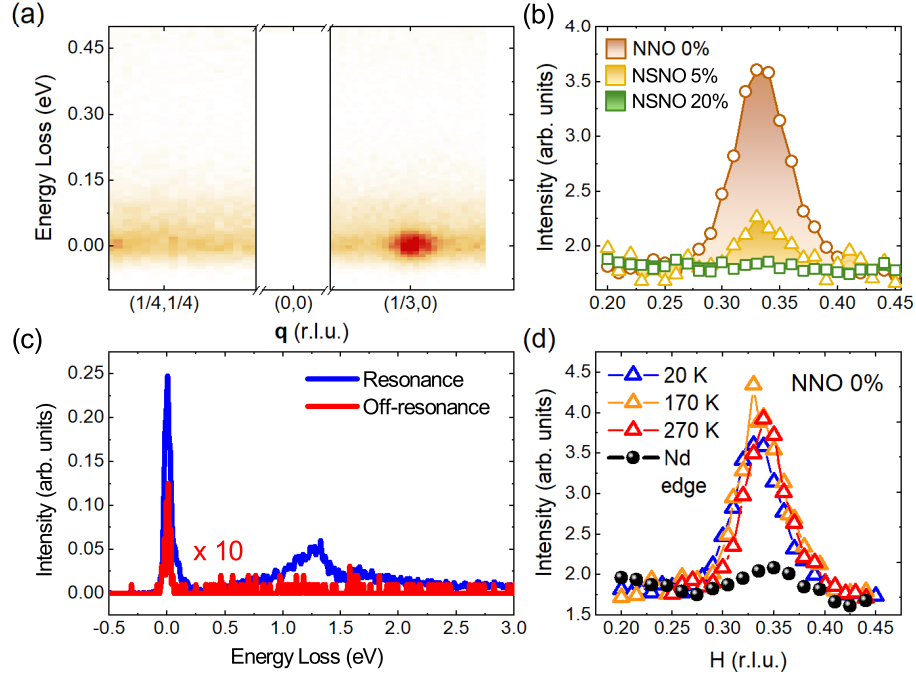 (a)
Energy Loss (eV)
0.45
0.30
0.15
0.00
(1/4,1/4)
(0,0)
(1/3,0)
q (r.l.u.)
(b)
Intensity (arb. units)
3.5
4.0
2.5
2.0
NNO 0%
NSNO 5%
NSNO 20%
0.20
0.25
0.30
0.35
0.40
0.45
(c)
Intensity (arb. units)
0.25
0.20
0.15
0.10
0.05
0.00
Resonance
Off-resonance
x 10
-0.5
0.0
0.5
1.0
1.5
2.0
2.5
3.0
Energy Loss (eV)
(d)
Intensity (arb. units)
4.5
4.0
3.5
3.0
2.5
2.0
1.5
20 K
170 K
270 K
Nd
edge
NNO 0%
0.20
0.25
0.30
0.35
0.40
0.45
H (r.l.u.)